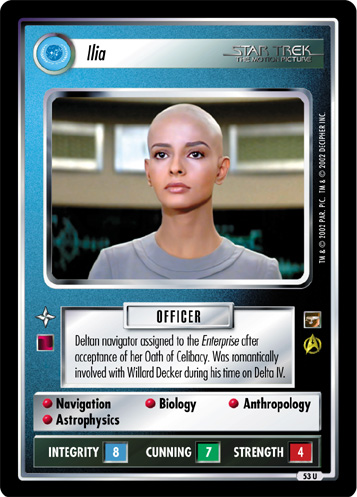 Ilia
STAR TREK
THE MOTION PICTURE
TM & © 2002 PAR. PIC. TM & © 2002 DECIPHER INC.
OFFICER
Deltan navigator assigned to the Enterprise after
acceptance of her Oath of Celibacy. Was romantically
involved with Willard Decker during his time on Delta IV.
Navigation Biology Anthropology
Astrophysics
INTEGRITY 8 CUNNING 7 STRENGTH 4
53 U